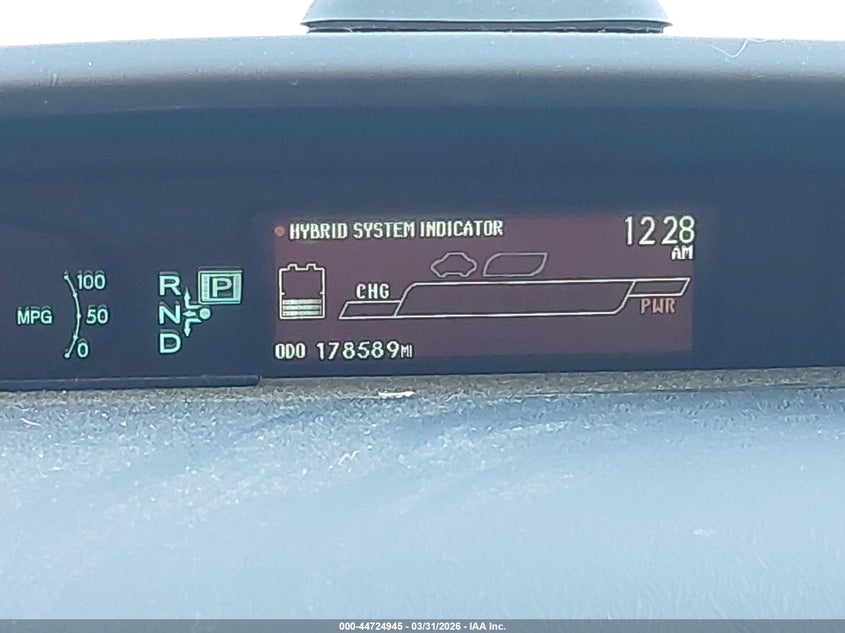 HYBRID SYSTEM INDICATOR
12 28
AM
100
R P
CHG
MPG 50
N
PWR
0
D
ODO 178589MI
000-44724945 - 03/31/2026 - IAA Inc.